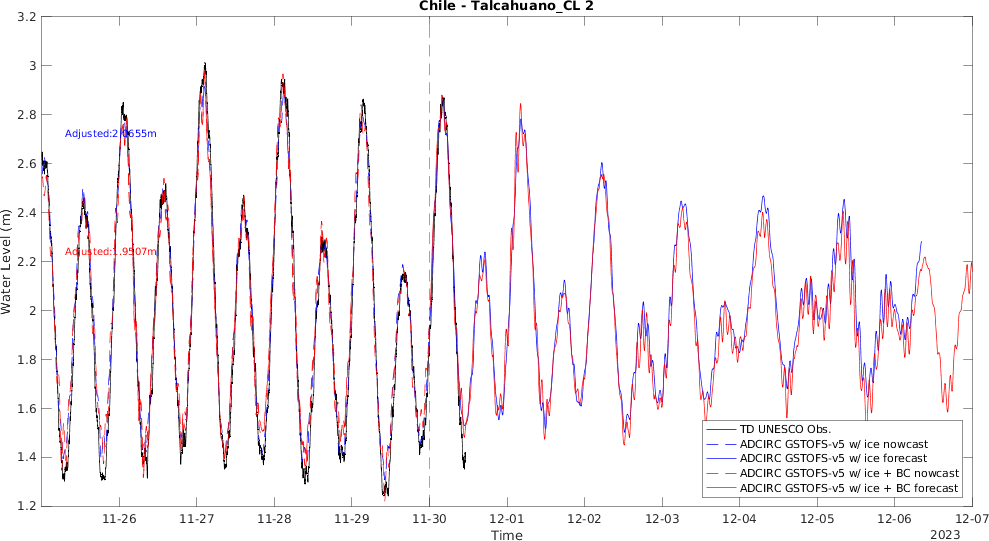 Chile - Talcahuano_CL 2
Water Level (m)
3.2
3
2.8
2.6
2.4
2.2
2
1.8
1.6
1.4
1.2
Adjusted:1.9507m
TD UNESCO Obs.
ADCIRC GSTOFS-v5 w/ ice nowcast
ADCIRC GSTOFS-v5 w/ ice forecast
ADCIRC GSTOFS-v5 w/ ice + BC nowcast
ADCIRC GSTOFS-v5 w/ ice + BC forecast
11-26 11-27 11-28 11-29 11-30 12-01 12-02 12-03 12-04 12-05 12-06 12-07
Time
2023